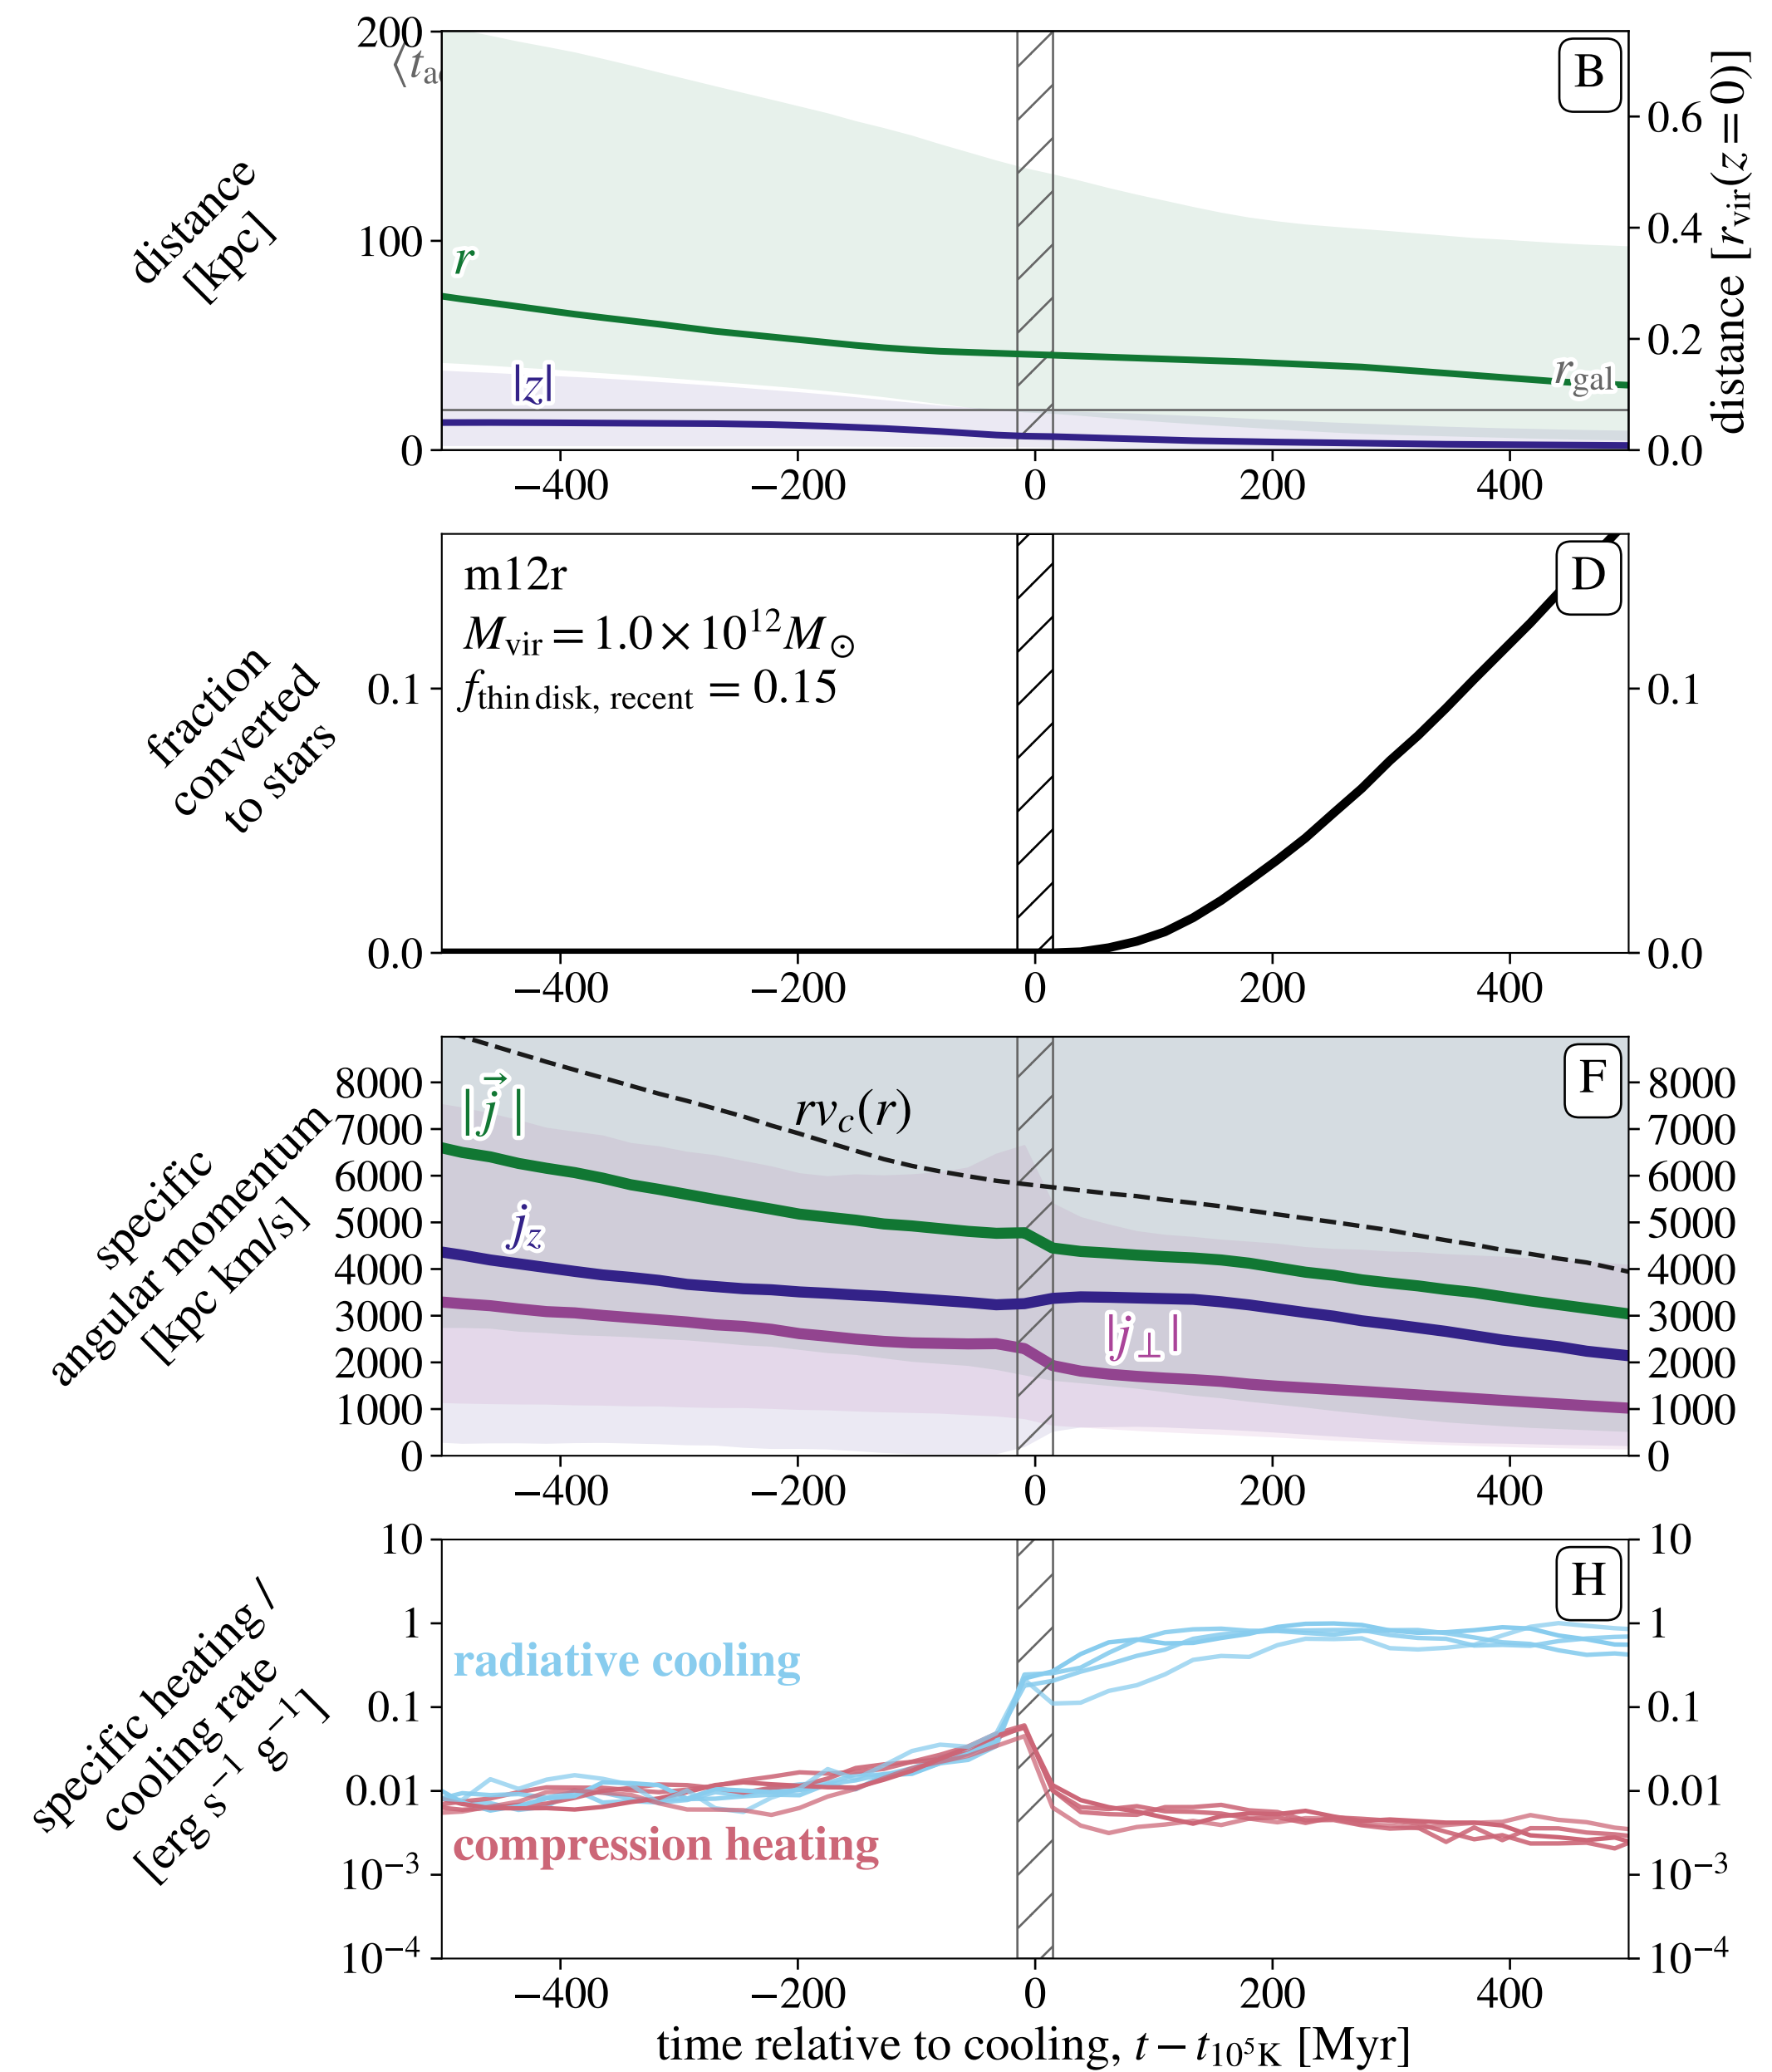 200
100
0
distance
[kpc]
⟨t_a
r
|z|
r_gal
B
0.6
0.4
0.2
0.0
distance [r_vir(z=0)]
−400 −200 0 200 400
0.1
0.0
fraction
converted
to stars
m12r
M_vir = 1.0 × 10^12 M_⊙
f_thin disk, recent = 0.15
D
0.1
0.0
−400 −200 0 200 400
8000
7000
6000
5000
4000
3000
2000
1000
0
specific
angular momentum
[kpc km/s]
|j⃗|
j_z
rv_c(r)
|j_⊥|
F
8000
7000
6000
5000
4000
3000
2000
1000
0
−400 −200 0 200 400
10
1
0.1
0.01
10^−3
10^−4
specific heating /
cooling rate
[erg s^−1 g^−1]
radiative cooling
compression heating
H
10
1
0.1
0.01
10^−3
10^−4
−400 −200 0 200 400
time relative to cooling, t − t_10^5 K [Myr]